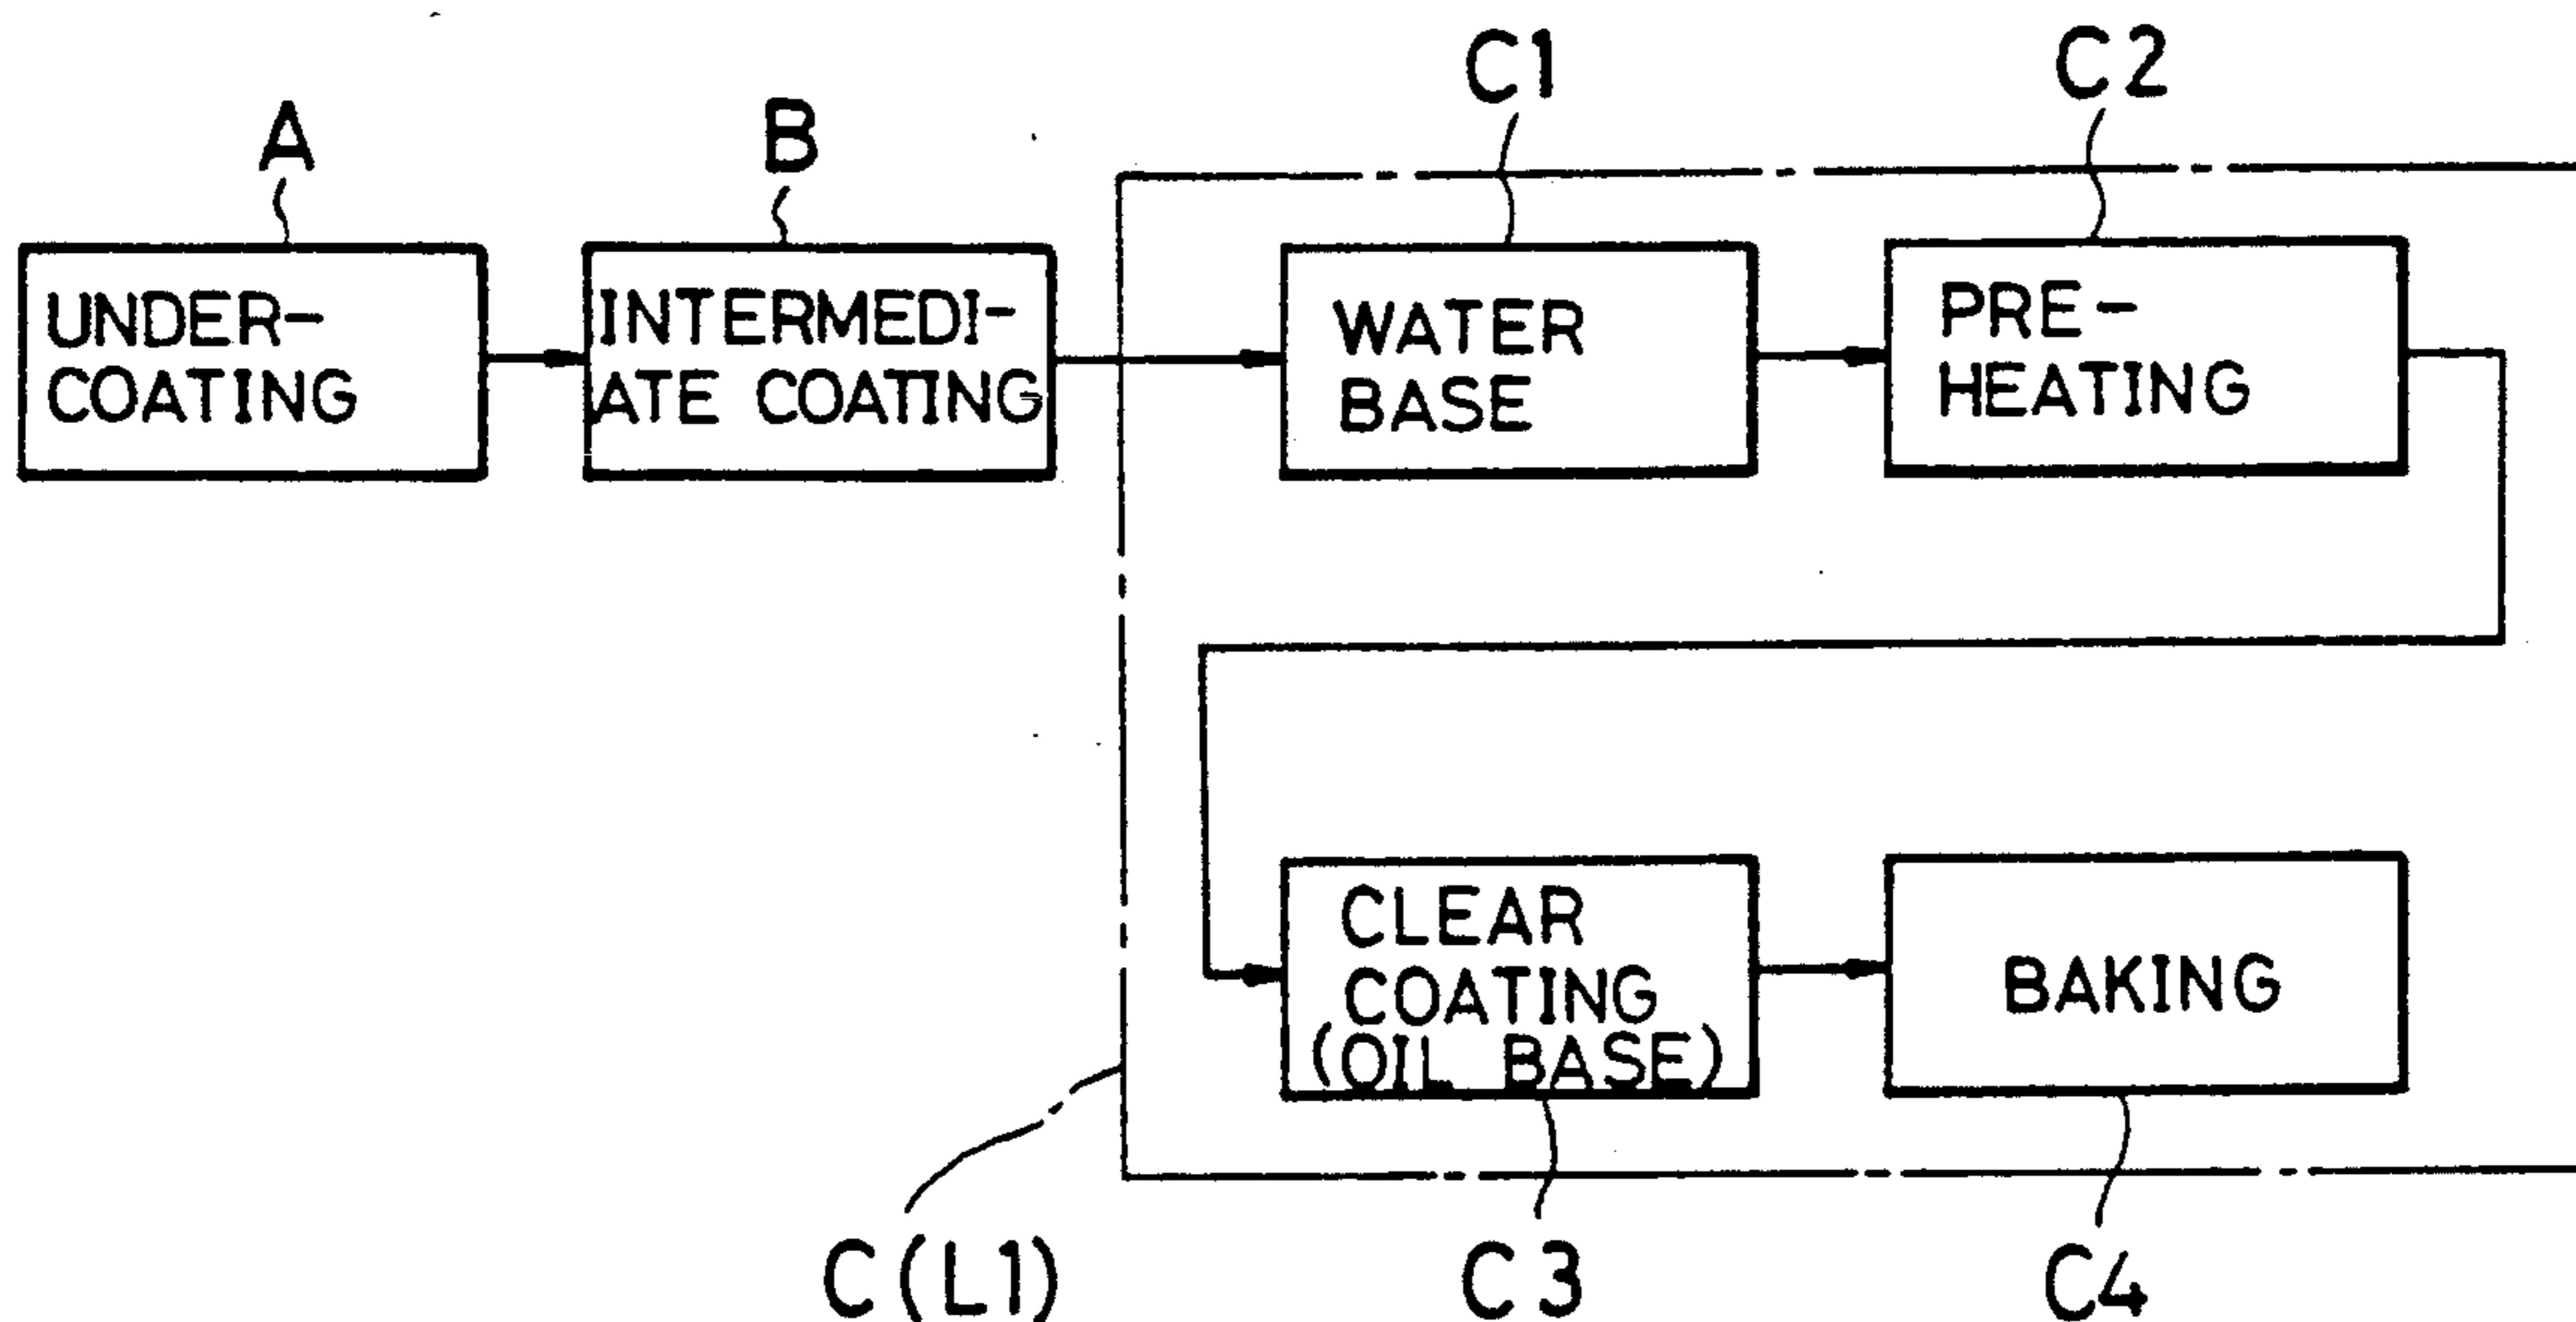 A
B
C1
C2
UNDER-
COATING
INTERMEDI-
ATE COATING
WATER
BASE
PRE-
HEATING
CLEAR
COATING
(OIL BASE)
BAKING
C(L1)
C3
C4